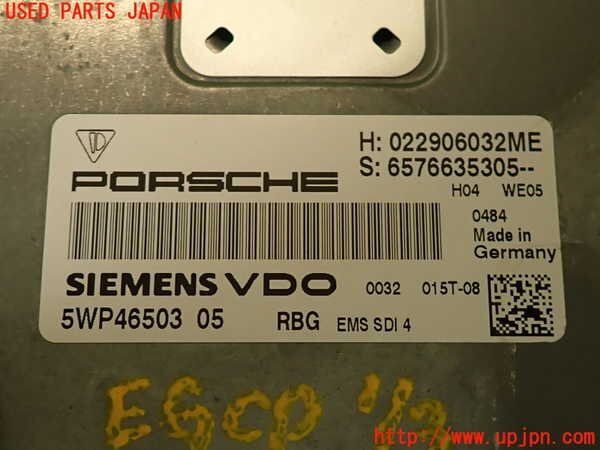 USED PARTS JAPAN
H: 022906032ME
PORSCHE
S: 6576635305--
H04 WE05
0484
Made in
Germany
SIEMENS VDO
0032 015T-08
5WP46503 05
RBG EMS SDI 4
http://www.upjpn.com/